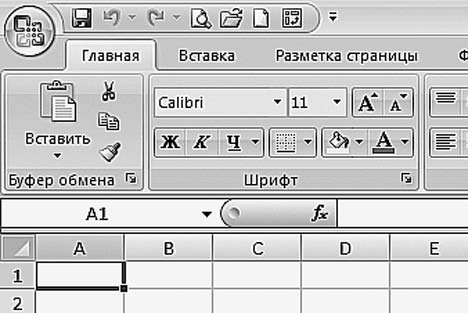 Главная Вставка Разметка страницы Ф
Calibri 11 A A
Вставить Ж К Ч A
Буфер обмена Шрифт
A1 fx
A B C D E
1
2